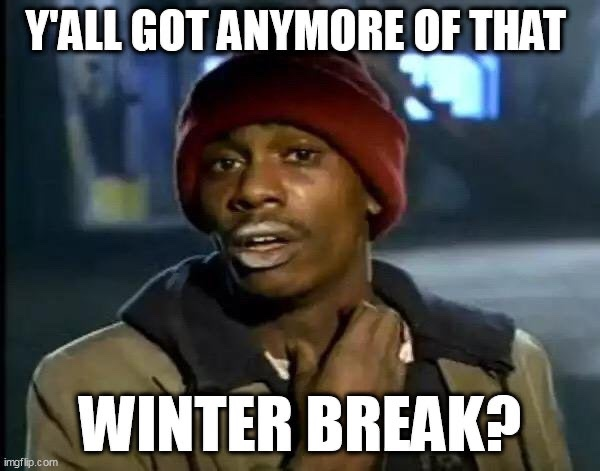 Y'ALL GOT ANYMORE OF THAT
WINTER BREAK?
imgflip.com